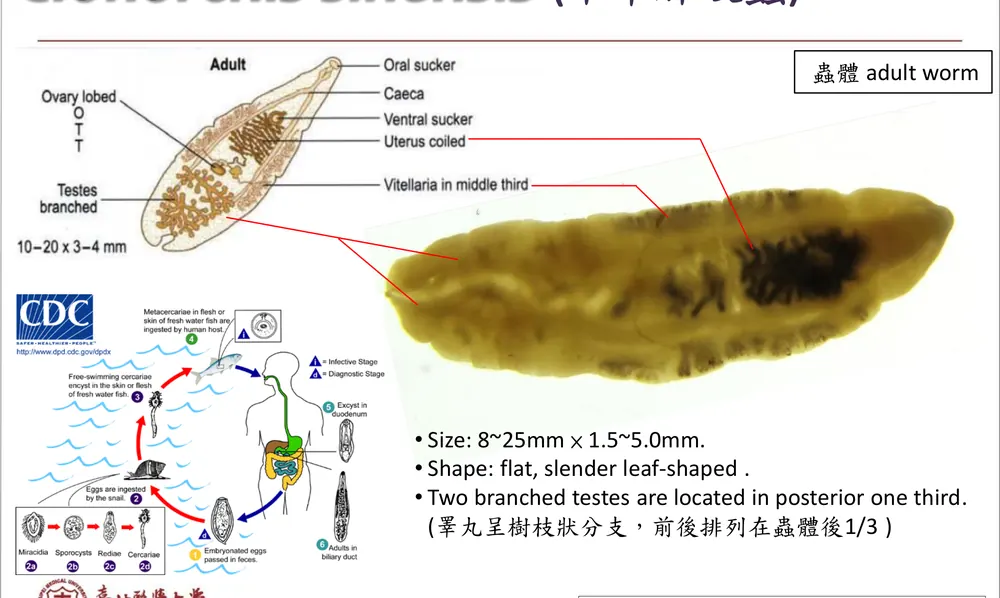 蟲體 adult worm
Adult
Oral sucker
Caeca
Ventral sucker
Uterus coiled
Vitellaria in middle third
Ovary lobed
O
T
T
Testes
branched
10–20 x 3–4 mm
CDC
SAFER • HEALTHIER • PEOPLE™
http://www.dpd.cdc.gov/dpdx
Metacercariae in flesh or
skin of fresh water fish are
ingested by human host.
4
i
i = Infective Stage
d = Diagnostic Stage
Free-swimming cercariae
encyst in the skin or flesh
of fresh water fish.
3
5
Excyst in
duodenum
Eggs are ingested
by the snail.
2
d
1
Embryonated eggs
passed in feces.
6
Adults in
biliary duct
Miracidia Sporocysts Rediae Cercariae
2a 2b 2c 2d
• Size: 8~25mm × 1.5~5.0mm.
• Shape: flat, slender leaf-shaped .
• Two branched testes are located in posterior one third.
(睪丸呈樹枝狀分支，前後排列在蟲體後1/3 )